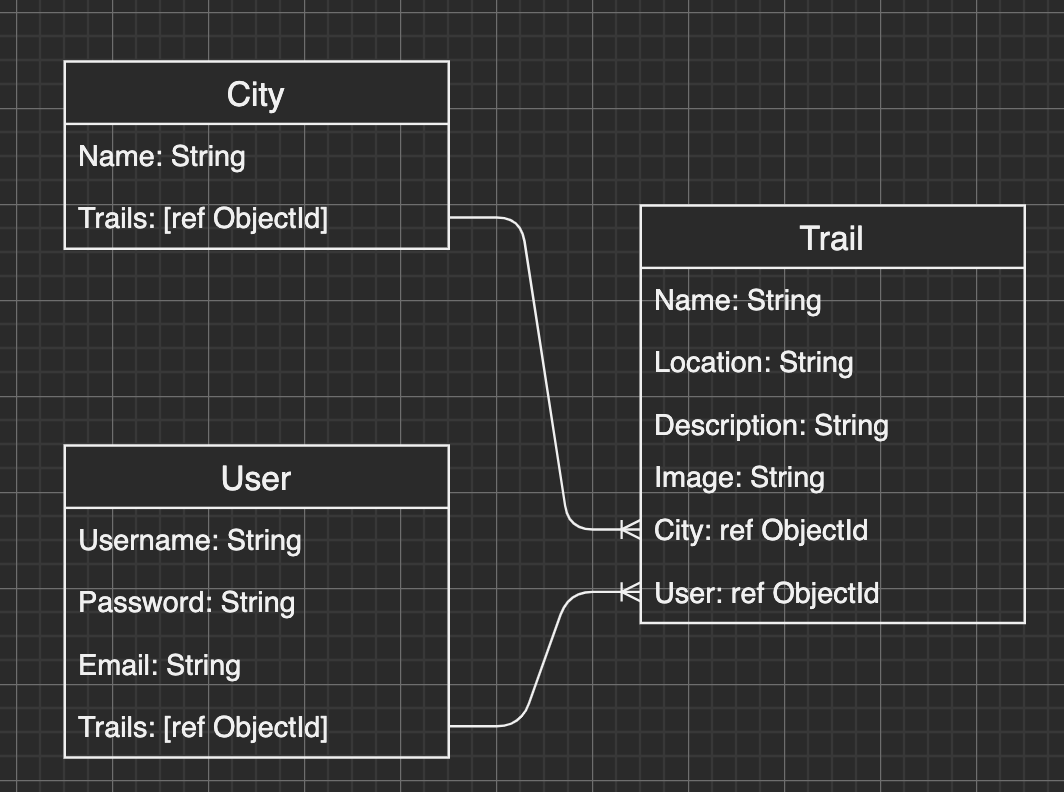 City
Name: String
Trails: [ref ObjectId]
Trail
Name: String
Location: String
Description: String
Image: String
City: ref ObjectId
User: ref ObjectId
User
Username: String
Password: String
Email: String
Trails: [ref ObjectId]